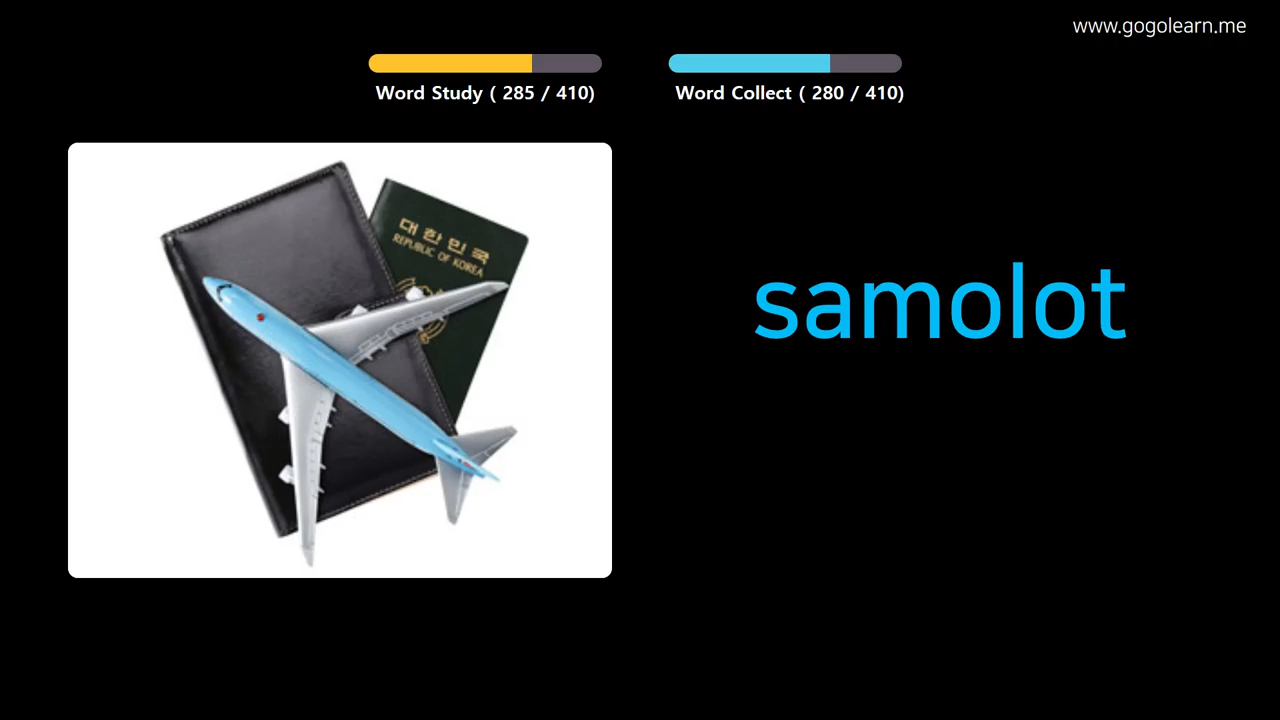 www.gogolearn.me
Word Study ( 285 / 410)
Word Collect ( 280 / 410)
대한민국
REPUBLIC OF KOREA
samolot